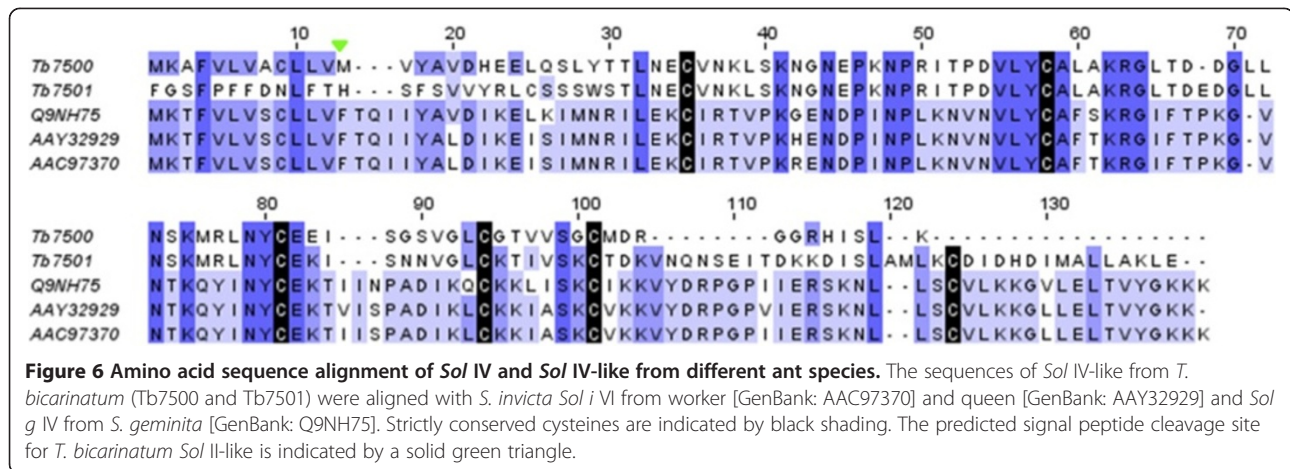 10 20 30 40 50 60 70
Tb7500 MKAFVLVACLLVM---VYAVDHEELQSLYTTLNECVNKLSKNGNEPKNPRITPDVLYCALAKRGLTD-DGLL
Tb7501 FGSFPFFDNLFTH---SFSVVYRLCSSSWSTLNECVNKLSKNGNEPKNPRITPDVLYCALAKRGLTDEDGLL
Q9NH75 MKTFVLVSCLLVFTQIIYAVDIKELKIMNRILEKCIRTVPKGENDPINPLKNVNVLYCAFSKRGIFTPKG-V
AAY32929 MKTFVLVSCLLVFTQIIYALDIKEISIMNRILEKCIRTVPKHENDPINPLKNVNVLYCAFTKRGIFTPKG-V
AAC97370 MKTFVLVSCLLVFTQIIYALDIKEISIMNRILEKCIRTVPKRENDPINPLKNVNVLYCAFTKRGIFTPKG-V
80 90 100 110 120 130
Tb7500 NSKMRLNYCEEI---SGSVGLCGTVVSGCMDR--------GGRHISL--K------------------
Tb7501 NSKMRLNYCEKI---SNNVGLCKTIVSKCTDKVNQNSEITDKKDISLAMLKCDIDHDIMALLAKLE--
Q9NH75 NTKQYINYCEKTIINPADIKQCKKLISKCIKKVYDRPGPIIERSKNL--LSCVLKKGVLELTVYGKKK
AAY32929 NTKQYINYCEKTVISPADIKLCKKIASKCVKKVYDRPGPVIERSKNL--LSCVLKKGLLELTVYGKKK-
AAC97370 NTKQYINYCEKTIISPADIKLCKKIASKCVKKVYDRPGPIIERSKNL--LSCVLKKGLLELTVYGKKK
Figure 6 Amino acid sequence alignment of Sol IV and Sol IV-like from different ant species. The sequences of Sol IV-like from T.
bicarinatum (Tb7500 and Tb7501) were aligned with S. invicta Sol i VI from worker [GenBank: AAC97370] and queen [GenBank: AAY32929] and Sol
g IV from S. geminita [GenBank: Q9NH75]. Strictly conserved cysteines are indicated by black shading. The predicted signal peptide cleavage site
for T. bicarinatum Sol II-like is indicated by a solid green triangle.